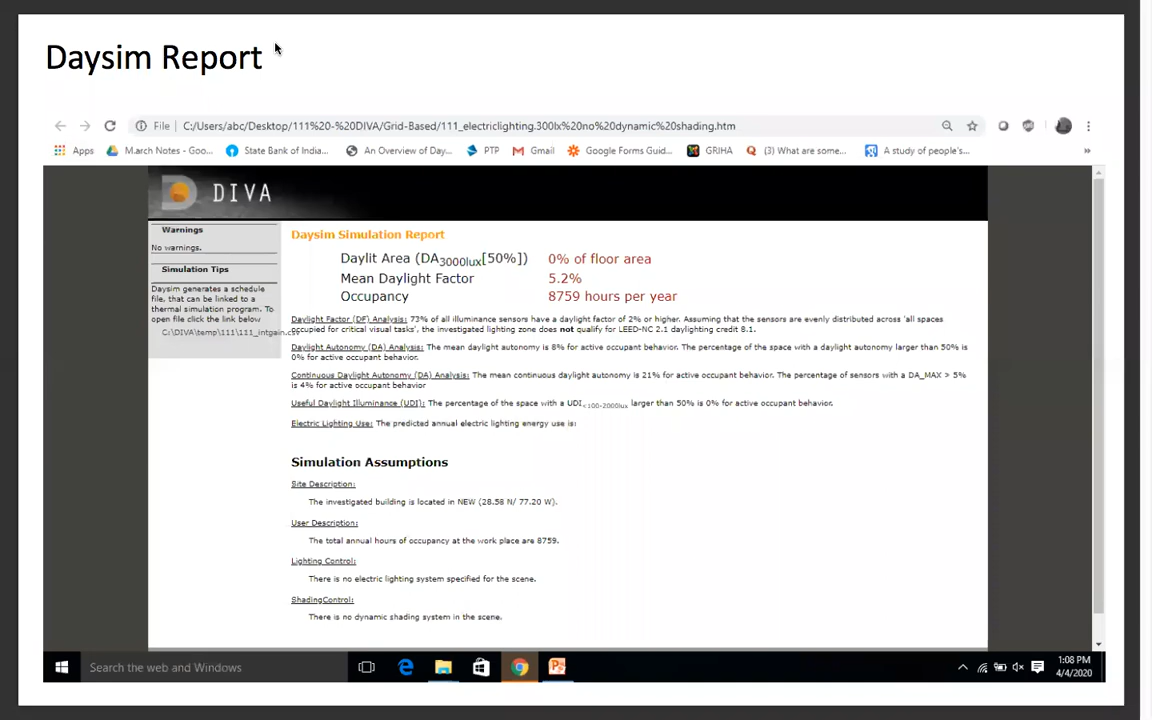 Daysim Report
File | C:/Users/abc/Desktop/111%20-%20DIVA/Grid-Based/111_electriclighting.300lx%20no%20dynamic%20shading.htm
Apps M.arch Notes - Goo... State Bank of India... An Overview of Day... PTP Gmail Google Forms Guid... GRIHA (3) What are some... A study of people's... »
DIVA
Warnings
No warnings.
Simulation Tips
Daysim generates a schedule
file, that can be linked to a
thermal simulation program. To
open file click the link below
C:\DIVA\temp\111\111_intgain.csv
Daysim Simulation Report
Daylit Area (DA3000lux[50%]) 0% of floor area
Mean Daylight Factor 5.2%
Occupancy 8759 hours per year
Daylight Factor (DF) Analysis: 73% of all illuminance sensors have a daylight factor of 2% or higher. Assuming that the sensors are evenly distributed across 'all spaces
occupied for critical visual tasks', the investigated lighting zone does not qualify for LEED-NC 2.1 daylighting credit 8.1.
Daylight Autonomy (DA) Analysis: The mean daylight autonomy is 8% for active occupant behavior. The percentage of the space with a daylight autonomy larger than 50% is
0% for active occupant behavior.
Continuous Daylight Autonomy (DA) Analysis: The mean continuous daylight autonomy is 21% for active occupant behavior. The percentage of sensors with a DA_MAX > 5%
is 4% for active occupant behavior
Useful Daylight Illuminance (UDI): The percentage of the space with a UDI<100-2000lux larger than 50% is 0% for active occupant behavior.
Electric Lighting Use: The predicted annual electric lighting energy use is:
Simulation Assumptions
Site Description:
The investigated building is located in NEW (28.58 N/ 77.20 W).
User Description:
The total annual hours of occupancy at the work place are 8759.
Lighting Control:
There is no electric lighting system specified for the scene.
ShadingControl:
There is no dynamic shading system in the scene.
Search the web and Windows
1:08 PM
4/4/2020